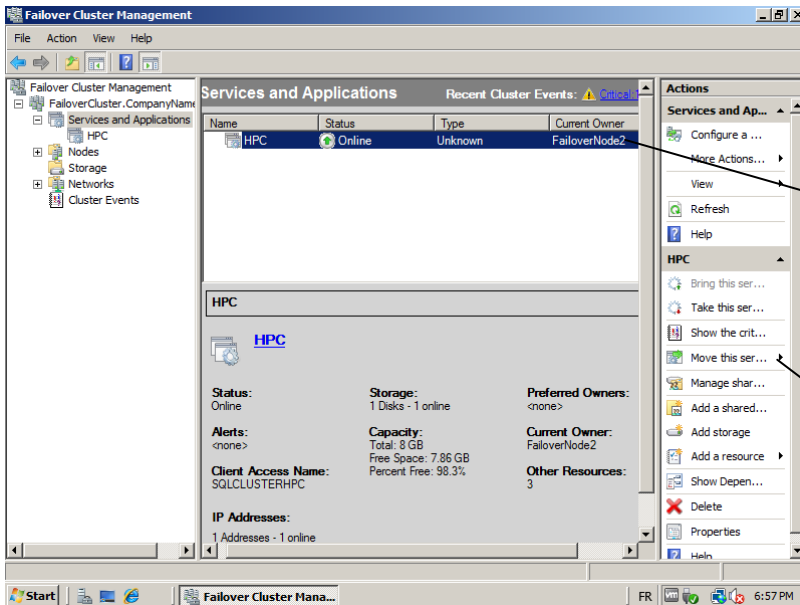 Failover Cluster Management
File Action View Help
Failover Cluster Management
FailoverCluster.CompanyName
Services and Applications
HPC
Nodes
Storage
Networks
Cluster Events
Services and Applications Recent Cluster Events: Critical:
Name Status Type Current Owner
HPC Online Unknown FailoverNode2
HPC
HPC
Status: Storage: Preferred Owners:
Online 1 Disks - 1 online <none>
Alerts: Capacity: Current Owner:
<none> Total: 8 GB FailoverNode2
Free Space: 7.86 GB
Client Access Name: Percent Free: 98.3% Other Resources:
SQLCLUSTERHPC 3
IP Addresses:
1 Addresses - 1 online
Actions
Services and Ap...
Configure a ...
More Actions...
View
Refresh
Help
HPC
Bring this ser...
Take this ser...
Show the crit...
Move this ser...
Manage shar...
Add a shared...
Add storage
Add a resource
Show Depen...
Delete
Properties
Help
Start Failover Cluster Mana... FR 6:57 PM